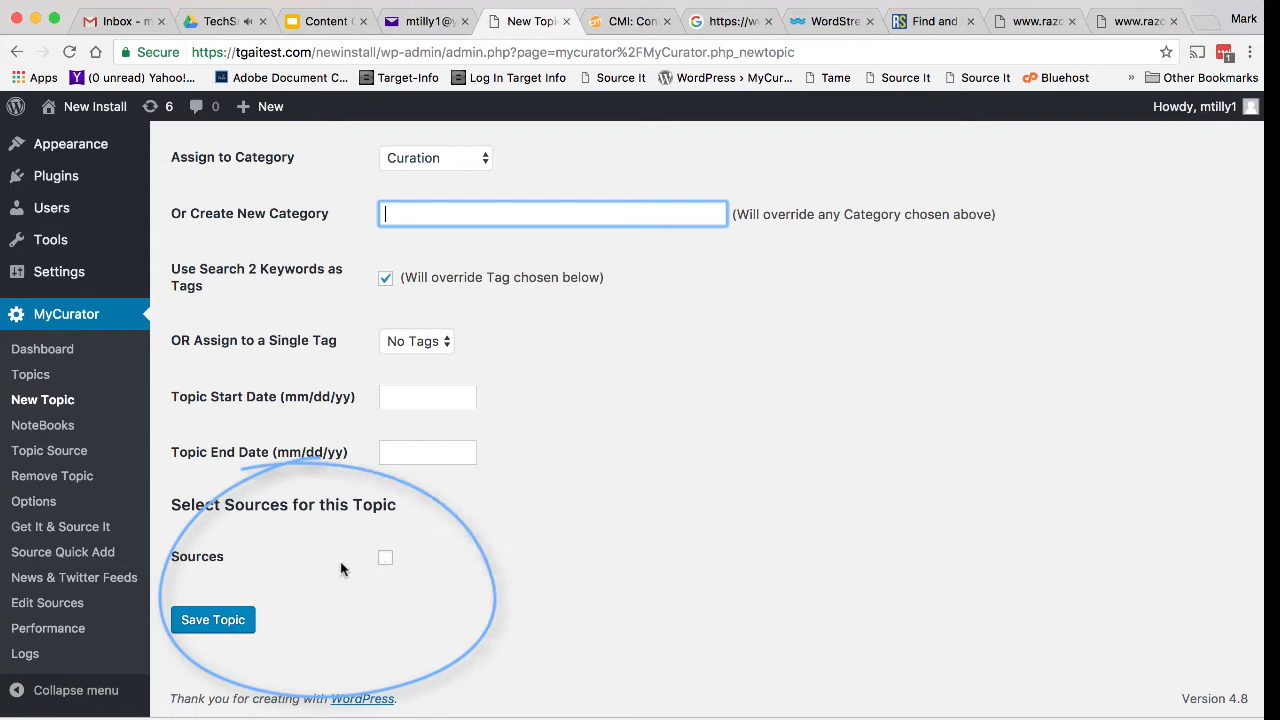 Inbox - m
TechS
Content
mtilly1@y
New Topi
CMI: Con
https://w
WordStre
Find and
www.razo
www.razo
Mark
Secure https://tgaitest.com/newinstall/wp-admin/admin.php?page=mycurator%2FMyCurator.php_newtopic
1
Apps
(0 unread) Yahoo!...
Adobe Document C...
Target-Info
Log In Target Info
Source It
WordPress › MyCur...
Tame
Source It
Source It
Bluehost
»
Other Bookmarks
New Install
6
0
New
Howdy, mtilly1
Appearance
Plugins
Users
Tools
Settings
MyCurator
Dashboard
Topics
New Topic
NoteBooks
Topic Source
Remove Topic
Options
Get It & Source It
Source Quick Add
News & Twitter Feeds
Edit Sources
Performance
Logs
Collapse menu
Assign to Category
Curation
Or Create New Category
(Will override any Category chosen above)
Use Search 2 Keywords as
Tags
(Will override Tag chosen below)
OR Assign to a Single Tag
No Tags
Topic Start Date (mm/dd/yy)
Topic End Date (mm/dd/yy)
Select Sources for this Topic
Sources
Save Topic
Thank you for creating with WordPress.
Version 4.8